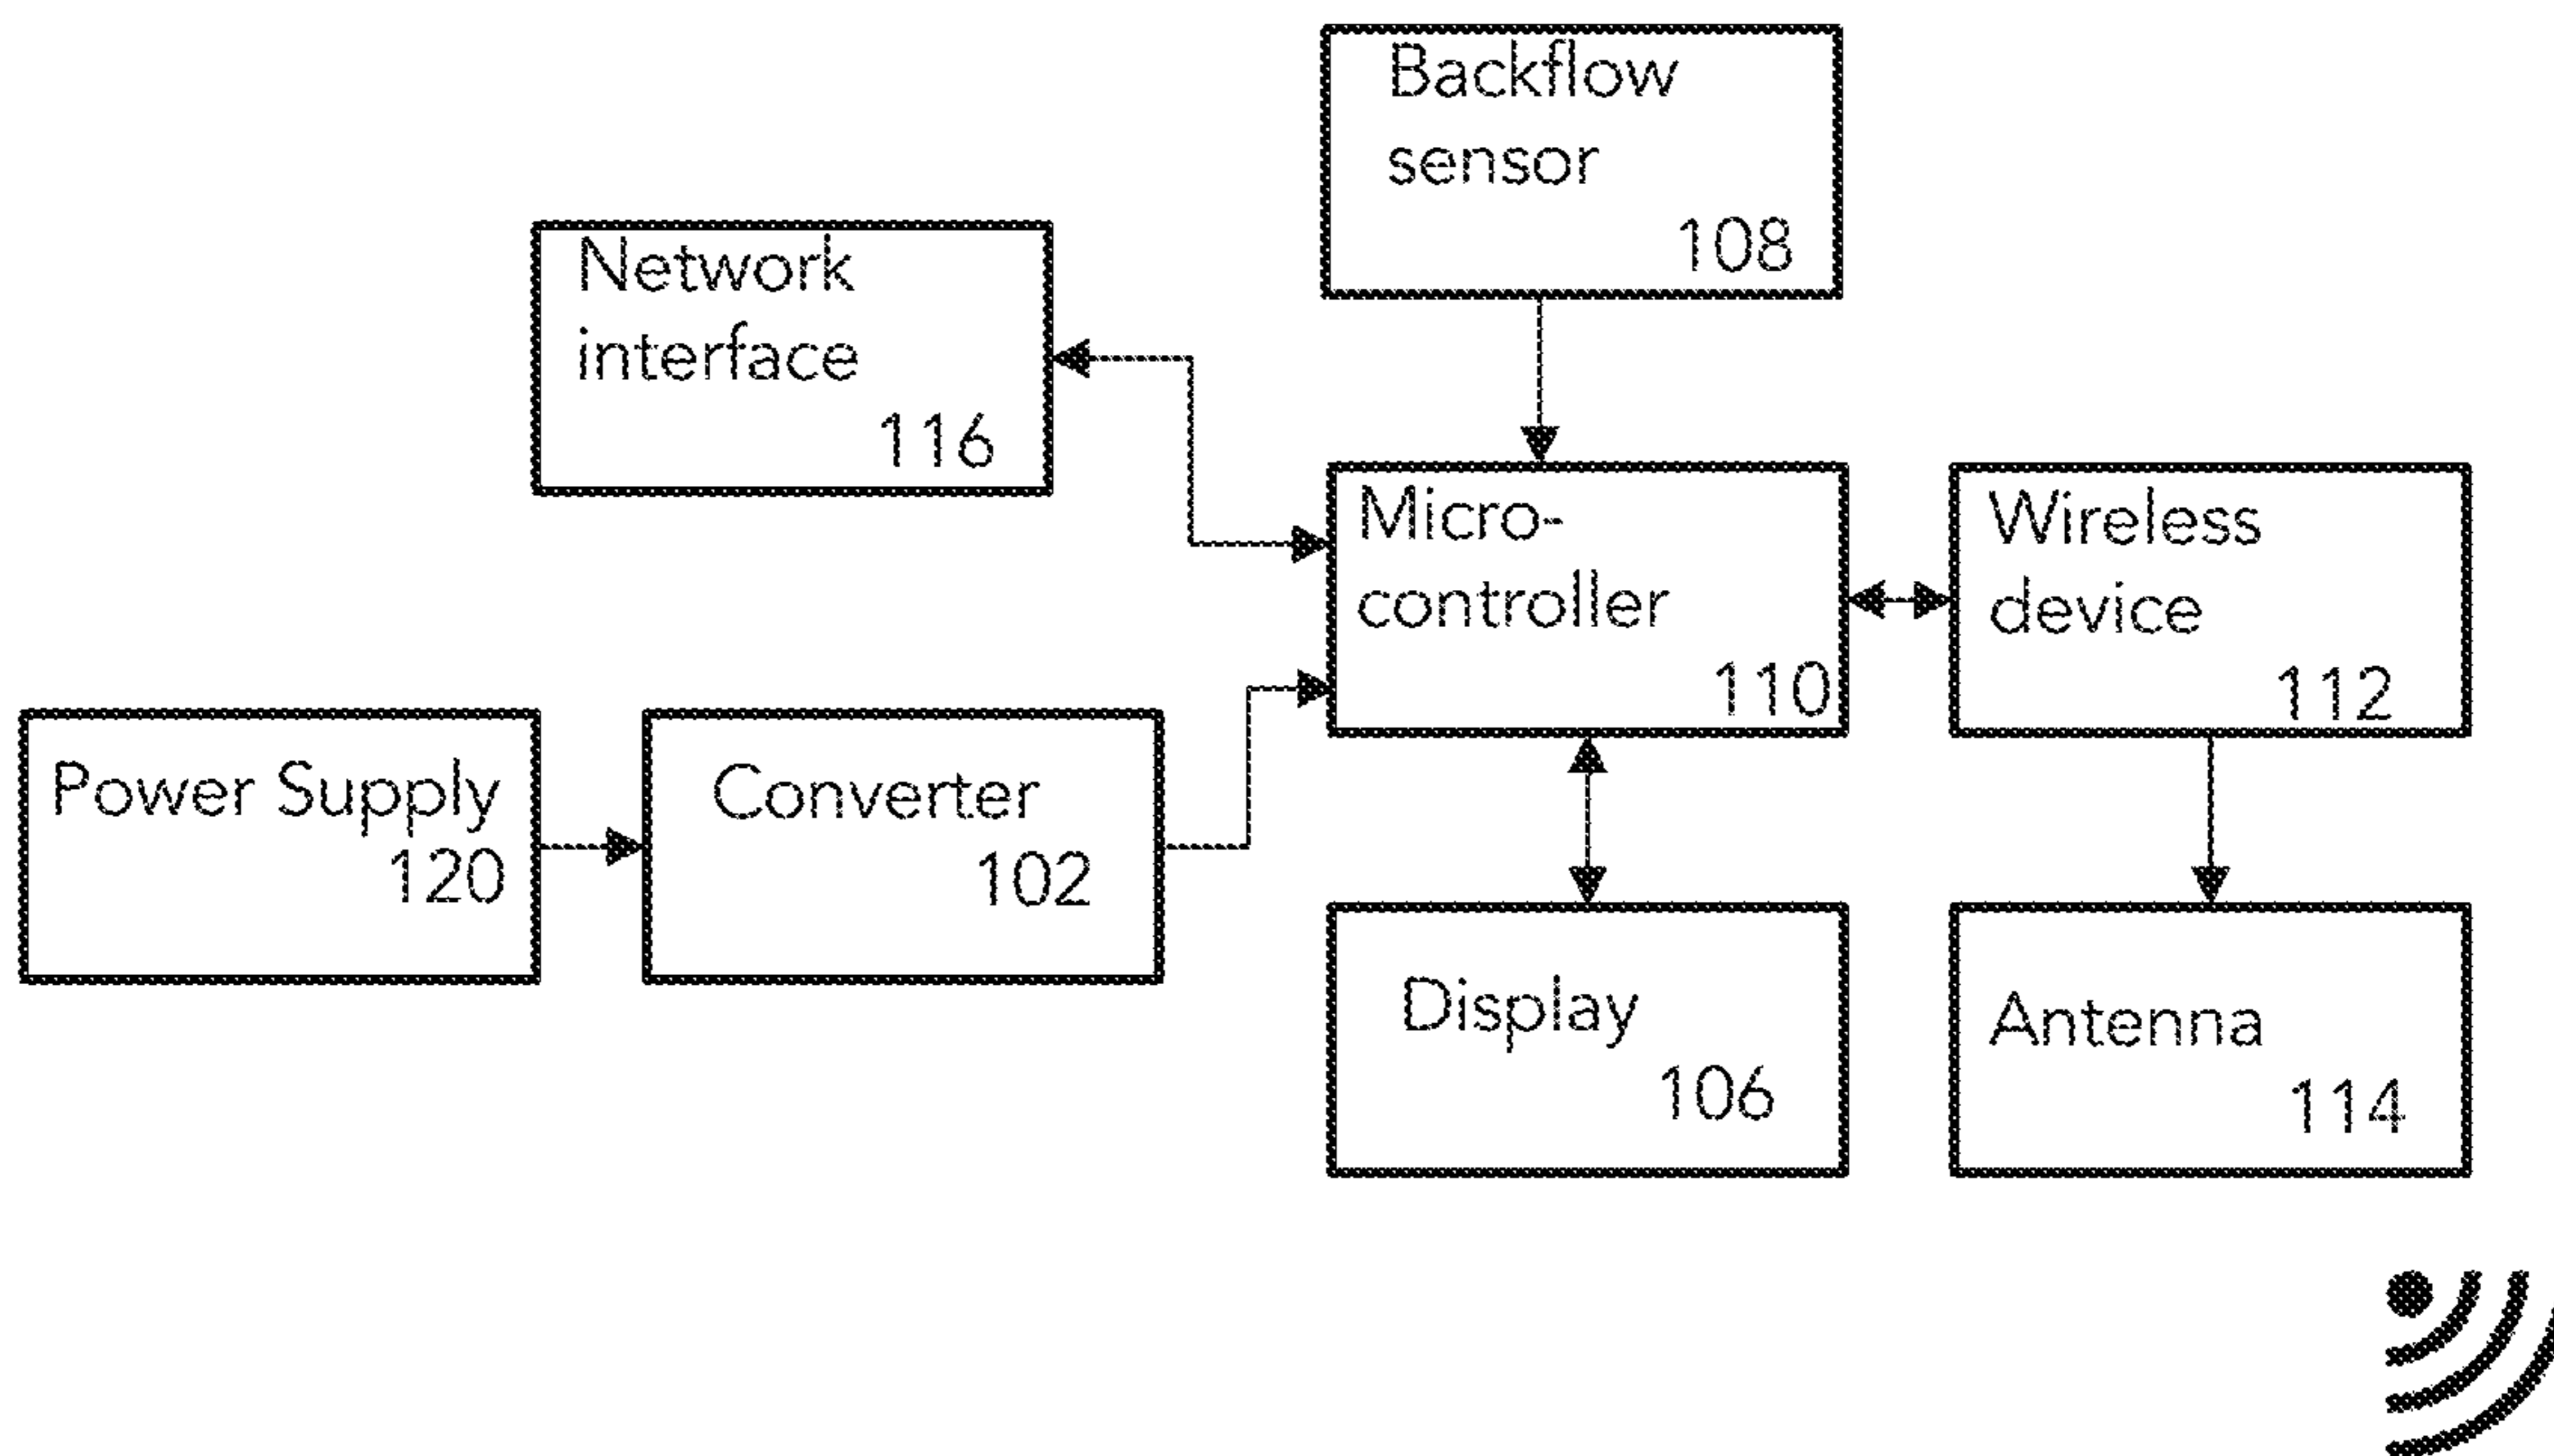 Backflow
sensor
108
Network
interface
116
Micro-
controller
110
Wireless
device
112
Power Supply
120
Converter
102
Display
106
Antenna
114